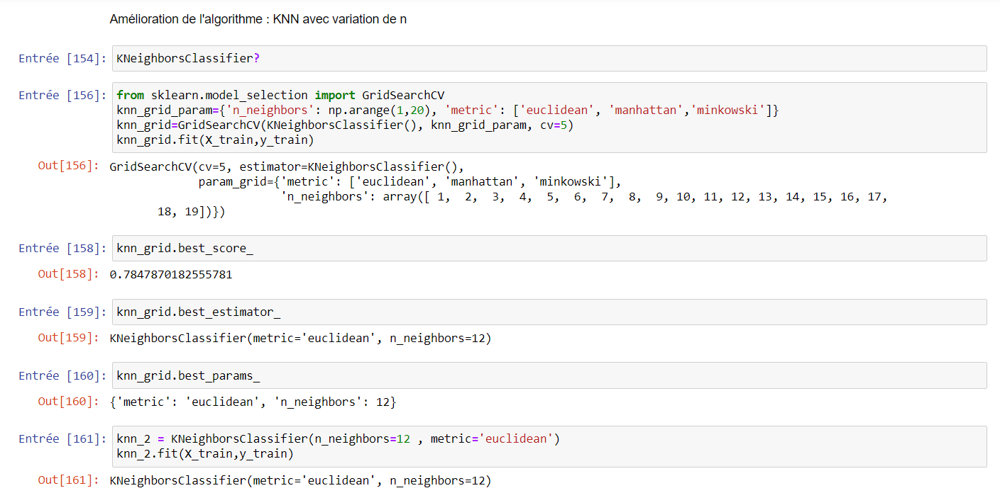 Amélioration de l'algorithme : KNN avec variation de n
Entrée [154]: KNeighborsClassifier?
Entrée [156]: from sklearn.model_selection import GridSearchCV
knn_grid_param={'n_neighbors': np.arange(1,20), 'metric': ['euclidean', 'manhattan','minkowski']}
knn_grid=GridSearchCV(KNeighborsClassifier(), knn_grid_param, cv=5)
knn_grid.fit(X_train,y_train)
Out[156]: GridSearchCV(cv=5, estimator=KNeighborsClassifier(),
param_grid={'metric': ['euclidean', 'manhattan', 'minkowski'],
'n_neighbors': array([ 1,  2,  3,  4,  5,  6,  7,  8,  9, 10, 11, 12, 13, 14, 15, 16, 17,
18, 19])})
Entrée [158]: knn_grid.best_score_
Out[158]: 0.7847870182555781
Entrée [159]: knn_grid.best_estimator_
Out[159]: KNeighborsClassifier(metric='euclidean', n_neighbors=12)
Entrée [160]: knn_grid.best_params_
Out[160]: {'metric': 'euclidean', 'n_neighbors': 12}
Entrée [161]: knn_2 = KNeighborsClassifier(n_neighbors=12 , metric='euclidean')
knn_2.fit(X_train,y_train)
Out[161]: KNeighborsClassifier(metric='euclidean', n_neighbors=12)